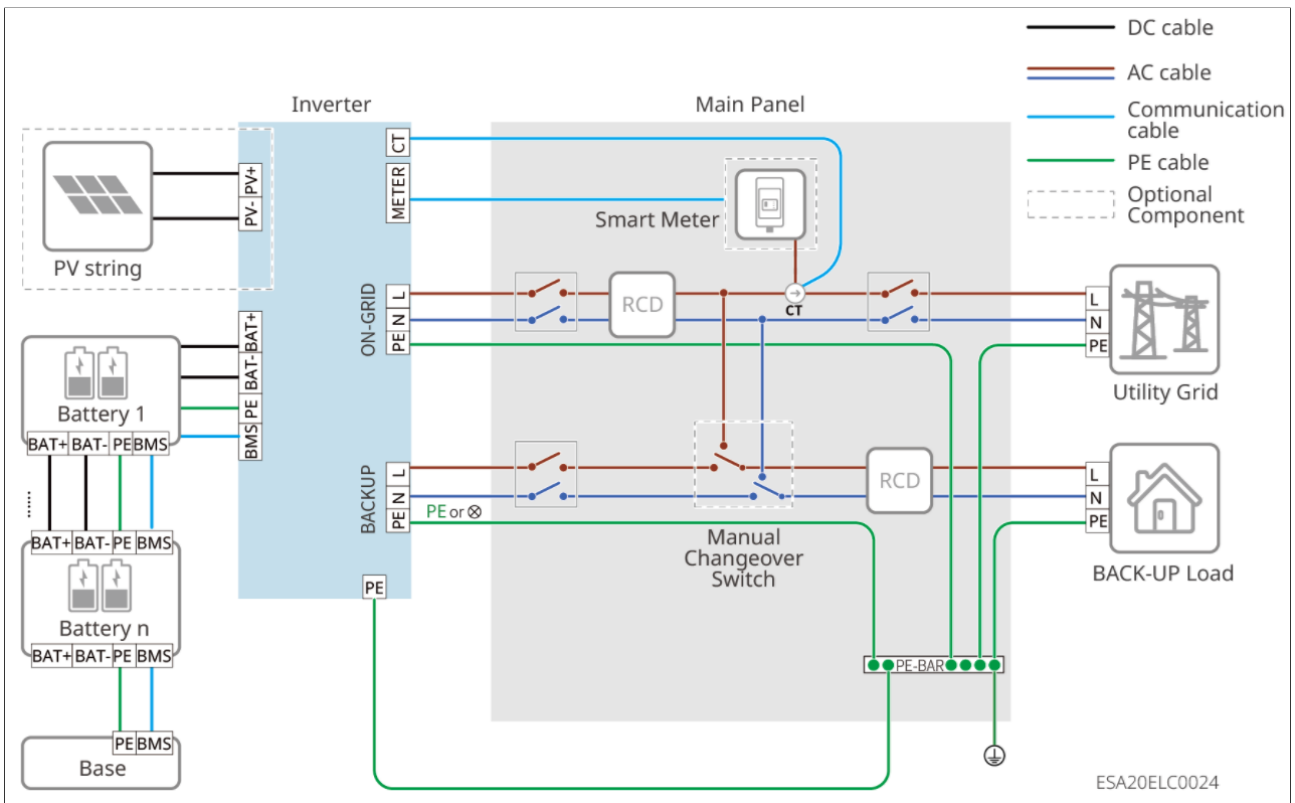 DC cable
AC cable
Communication
cable
PE cable
Optional
Component
Inverter
Main Panel
CT
METER
PV+
PV-
PV string
Smart Meter
ON-GRID
L
N
PE
RCD
CT
L
N
PE
Utility Grid
BAT+
BAT-
PE
BMS
Battery 1
BAT+ BAT- PE BMS
BACKUP
L
N
PE
PE or
RCD
L
N
PE
BACK-UP Load
Manual
Changeover
Switch
BAT+ BAT- PE BMS
Battery n
BAT+ BAT- PE BMS
PE
PE-BAR
PE BMS
Base
ESA20ELC0024